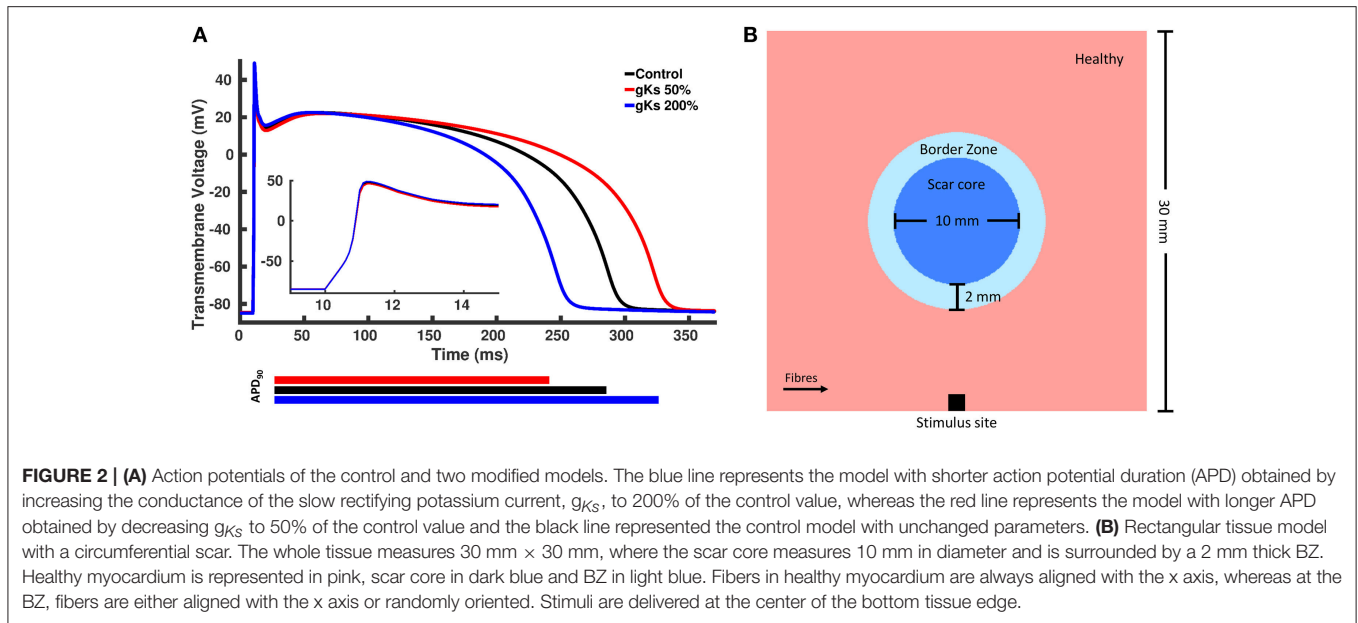 A
Transmembrane Voltage (mV)
40
20
0
-20
-40
-60
-80
Control
gKs 50%
gKs 200%
50
0
-50
10 12 14
0 50 100 150 200 250 300 350
Time (ms)
APD90
B
Healthy
Border Zone
Scar core
10 mm
2 mm
30 mm
Fibres
Stimulus site
FIGURE 2 | (A) Action potentials of the control and two modified models. The blue line represents the model with shorter action potential duration (APD) obtained by
increasing the conductance of the slow rectifying potassium current, gKs, to 200% of the control value, whereas the red line represents the model with longer APD
obtained by decreasing gKs to 50% of the control value and the black line represented the control model with unchanged parameters. (B) Rectangular tissue model
with a circumferential scar. The whole tissue measures 30 mm × 30 mm, where the scar core measures 10 mm in diameter and is surrounded by a 2 mm thick BZ.
Healthy myocardium is represented in pink, scar core in dark blue and BZ in light blue. Fibers in healthy myocardium are always aligned with the x axis, whereas at the
BZ, fibers are either aligned with the x axis or randomly oriented. Stimuli are delivered at the center of the bottom tissue edge.